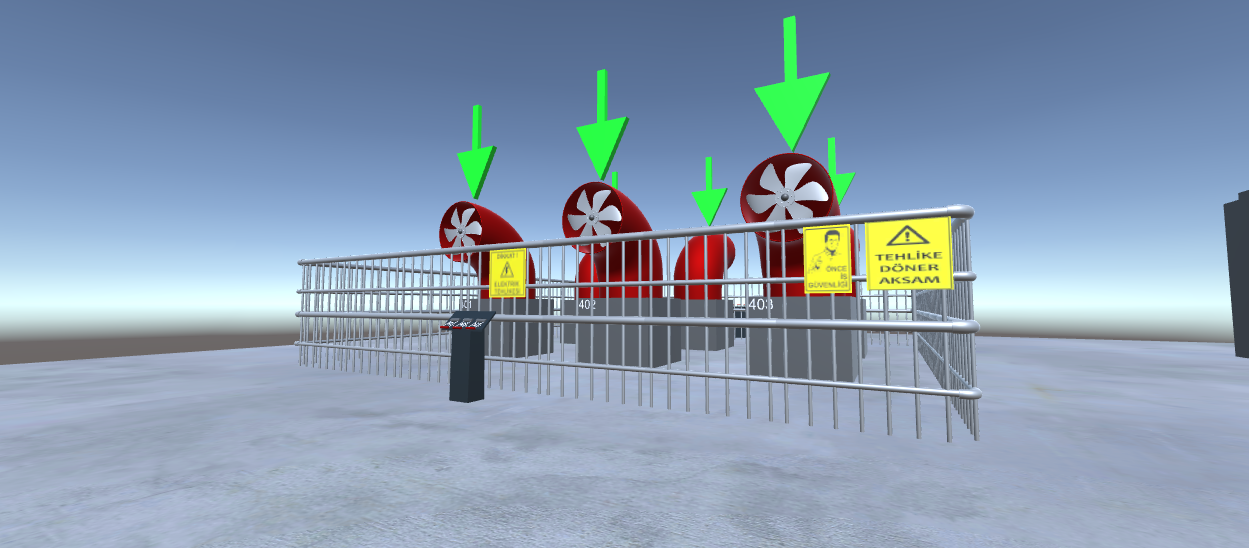 DİKKAT !
ELEKTRİK
TEHLİKESİ
ÖNCE
İŞ
GÜVENLİĞİ
TEHLİKE
DÖNER
AKSAM
402
403